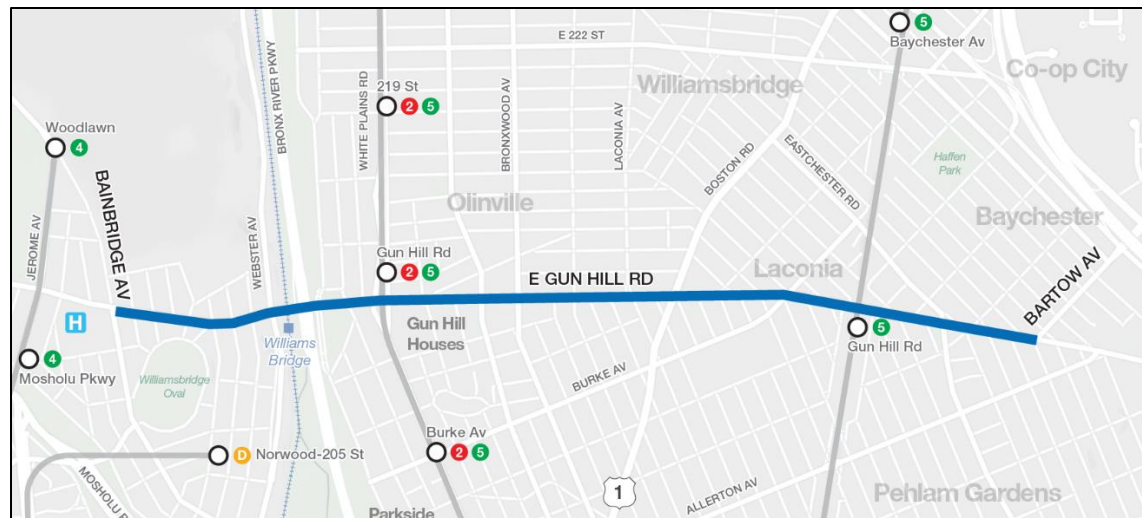 5
Baychester Av
Co-op City
E 222 ST
BRONX RIVER PKWY
WHITE PLAINS RD
219 St
2 5
BRONXWOOD AV
LACONIA AV
Williamsbridge
Woodlawn
4
BAINBRIDGE AV
BOSTON RD
EASTCHESTER RD
Haffen
Park
JEROME AV
WEBSTER AV
Olinville
Baychester
Gun Hill Rd
2 5
E GUN HILL RD
Laconia
BARTOW AV
H
Williams
Bridge
Gun Hill
Houses
5
Gun Hill Rd
4
Mosholu Pkwy
Williamsbridge
Oval
BURKE AV
Burke Av
2 5
D Norwood-205 St
MOSHOLU P
1
ALLERTON AV
Pehlam Gardens
Parkside